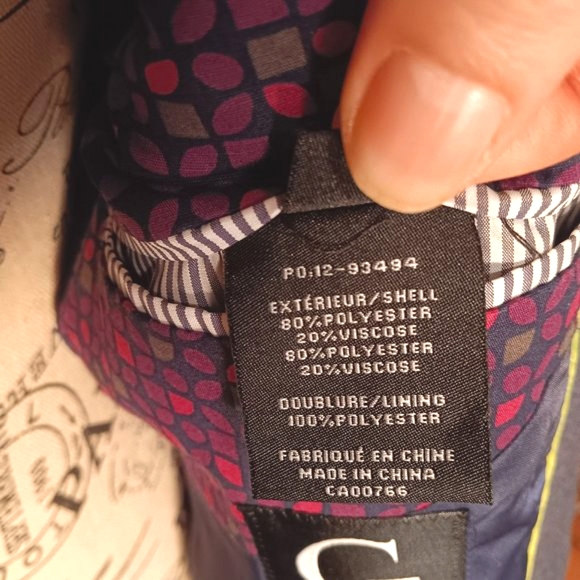 PO:12-93494
EXTÉRIEUR/SHELL
80%POLYESTER
20%VISCOSE
80%POLYESTER
20%VISCOSE
DOUBLURE/LINING
100%POLYESTER
FABRIQUÉ EN CHINE
MADE IN CHINA
CA00766